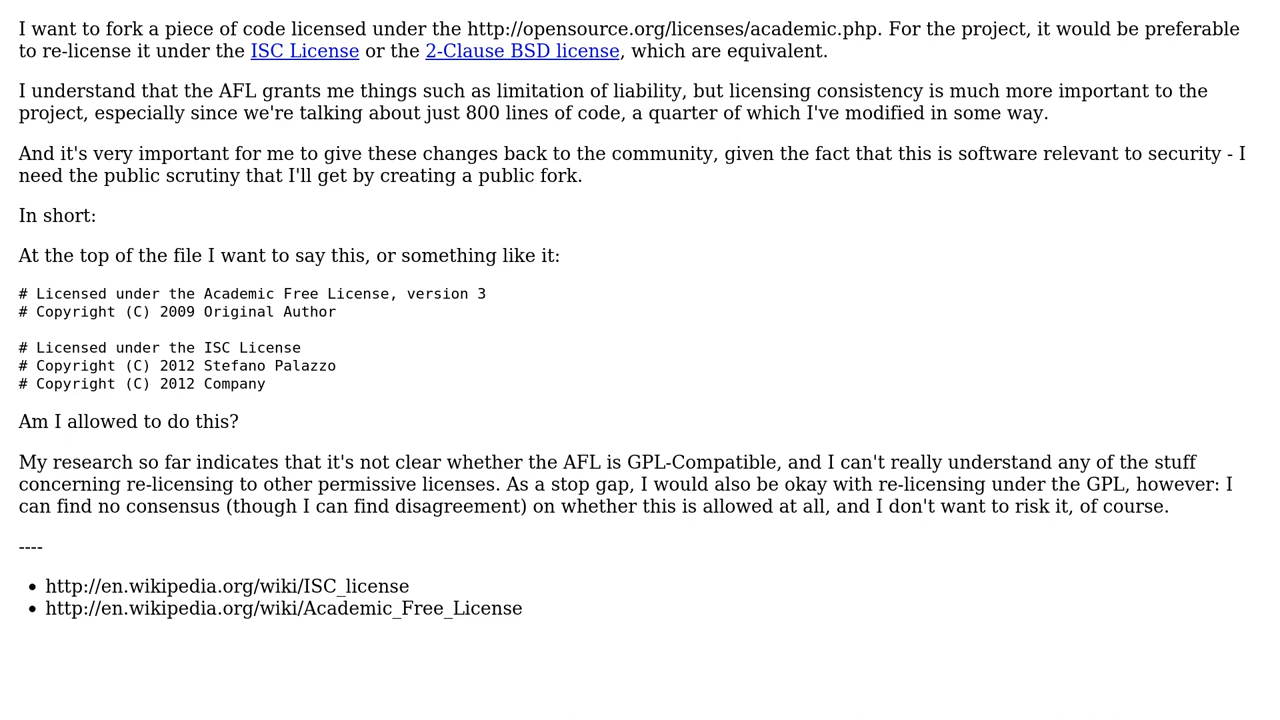 I want to fork a piece of code licensed under the http://opensource.org/licenses/academic.php. For the project, it would be preferable
to re-license it under the ISC License or the 2-Clause BSD license, which are equivalent.
I understand that the AFL grants me things such as limitation of liability, but licensing consistency is much more important to the
project, especially since we're talking about just 800 lines of code, a quarter of which I've modified in some way.
And it's very important for me to give these changes back to the community, given the fact that this is software relevant to security - I
need the public scrutiny that I'll get by creating a public fork.
In short:
At the top of the file I want to say this, or something like it:
# Licensed under the Academic Free License, version 3
# Copyright (C) 2009 Original Author
# Licensed under the ISC License
# Copyright (C) 2012 Stefano Palazzo
# Copyright (C) 2012 Company
Am I allowed to do this?
My research so far indicates that it's not clear whether the AFL is GPL-Compatible, and I can't really understand any of the stuff
concerning re-licensing to other permissive licenses. As a stop gap, I would also be okay with re-licensing under the GPL, however: I
can find no consensus (though I can find disagreement) on whether this is allowed at all, and I don't want to risk it, of course.
----
• http://en.wikipedia.org/wiki/ISC_license
• http://en.wikipedia.org/wiki/Academic_Free_License